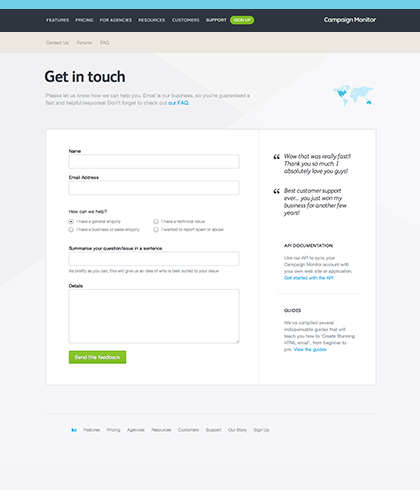 FEATURES PRICING FOR AGENCIES RESOURCES CUSTOMERS SUPPORT SIGN UP Campaign Monitor
Contact Us Forums FAQ
Get in touch
Please let us know how we can help you. Email is our business, so you're guaranteed a
fast and helpful response! Don't forget to check out our FAQ.
Name
Email Address
How can we help?
I have a general enquiry I have a technical issue
I have a business or sales enquiry I wanted to report spam or abuse
Summarise your question/issue in a sentence
As briefly as you can, this will give us an idea of who is best suited to your issue
Details
Send this feedback
“ Wow that was really fast!!
Thank you so much. I
absolutely love you guys!
“ Best customer support
ever... you just won my
business for another few
years!
API DOCUMENTATION
Use our API to sync your
Campaign Monitor account with
your own web site or application.
Get started with the API
GUIDES
We've compiled several
indispensable guides that will
teach you how to 'Create Stunning
HTML email', from beginner to
pro. View the guides
Features Pricing Agencies Resources Customers Support Our Story Sign Up